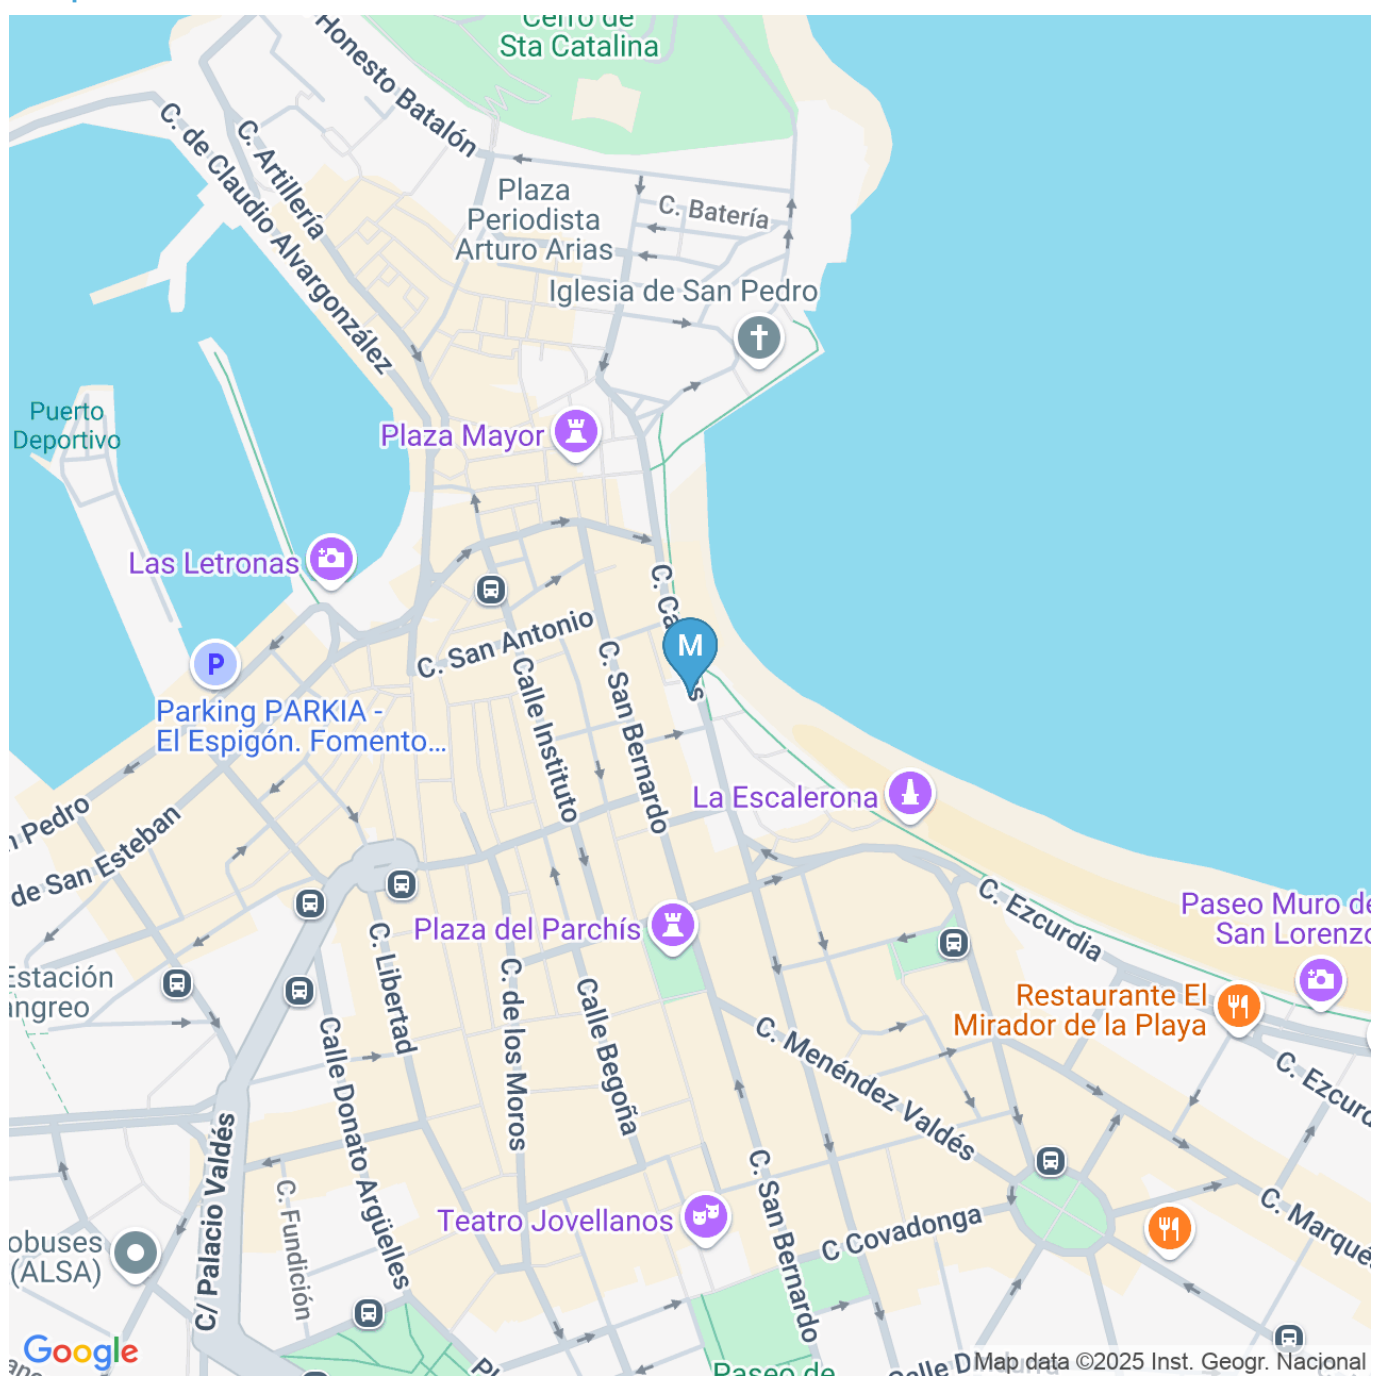 Cerro de
Sta Catalina
Honesto Batalón
C. Artillería
C. de Claudio Alvargonzález
Plaza
Periodista
Arturo Arias
C. Batería
Iglesia de San Pedro
Puerto
Deportivo
Plaza Mayor
Las Letronas
C. San Antonio
M
P
Parking PARKIA -
El Espigón. Fomento...
Calle Instituto
C. San Bernardo
La Escalerona
Pedro
de San Esteban
Plaza del Parchís
C. Ezcurdia
Paseo Muro de
San Lorenzo
Estación
Restaurante El
Mirador de la Playa
C. Libertad
C. de los Moros
Calle Begoña
Calle Donato Argüelles
C. Menéndez Valdés
C. Ezcurd
C/ Palacio Valdés
C. Fundición
Teatro Jovellanos
C. San Bernardo
C Covadonga
C. Marqué
obuses
(ALSA)
Google
Paseo de
Map data ©2025 Inst. Geogr. Nacional